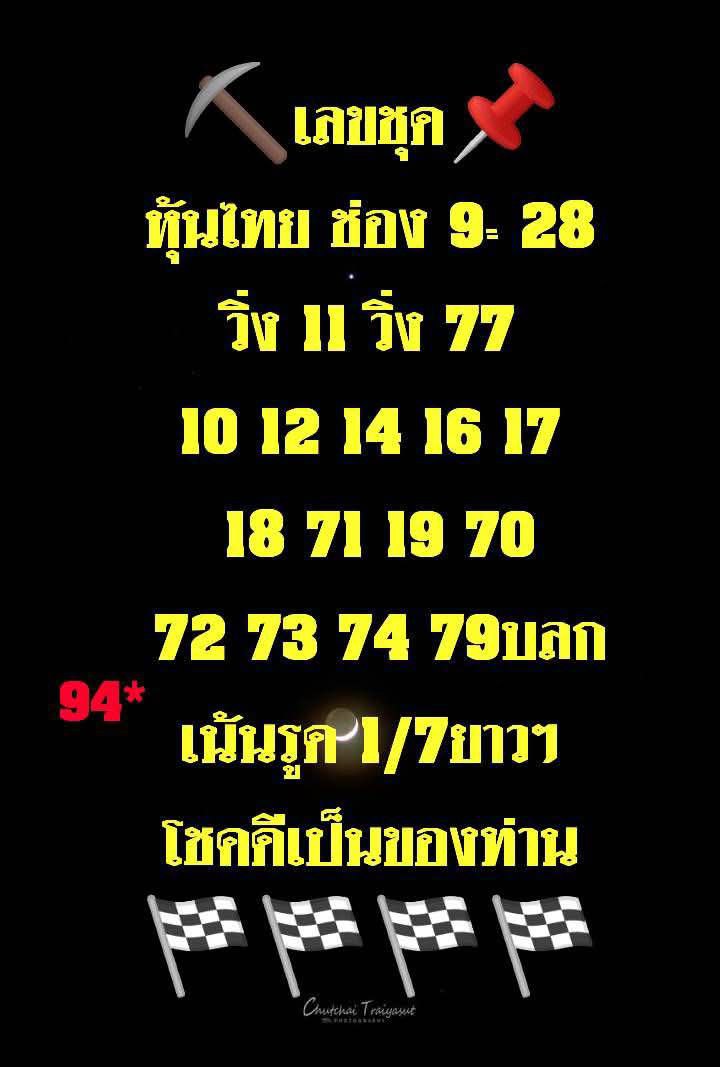 เลขชุด
หุ้นไทย ช่อง 9= 28
วิ่ง 11 วิ่ง 77
10 12 14 16 17
18 71 19 70
72 73 74 79บลก
94*
เน้นรูด 1/7ยาวๆ
โชคดีเป็นของท่าน
Chutchai Traiyasut
PHOTOGRAPHY